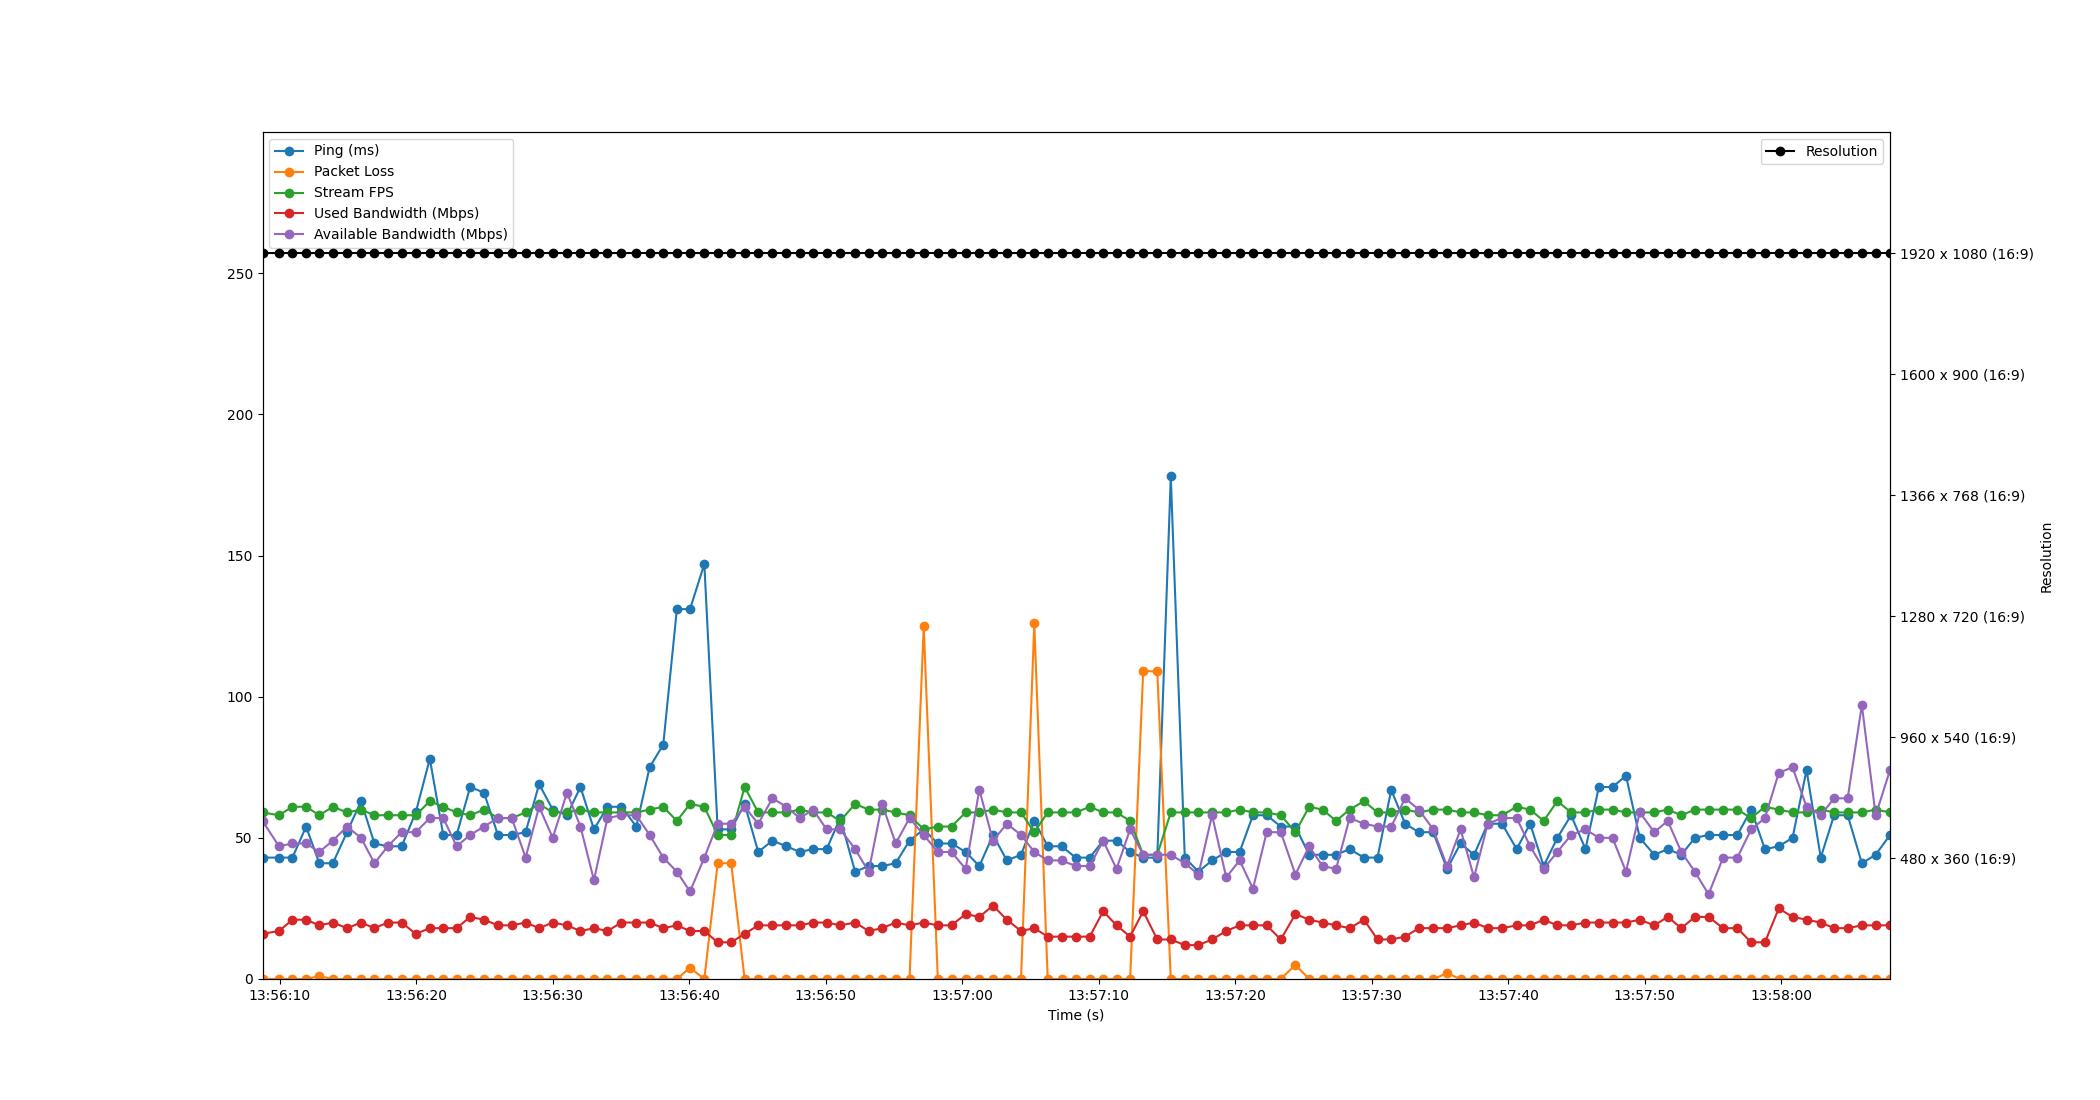 Ping (ms)
Packet Loss
Stream FPS
Used Bandwidth (Mbps)
Available Bandwidth (Mbps)
Resolution
250
200
150
100
50
0
1920 x 1080 (16:9)
1600 x 900 (16:9)
1366 x 768 (16:9)
1280 x 720 (16:9)
960 x 540 (16:9)
480 x 360 (16:9)
Resolution
13:56:10 13:56:20 13:56:30 13:56:40 13:56:50 13:57:00 13:57:10 13:57:20 13:57:30 13:57:40 13:57:50 13:58:00
Time (s)